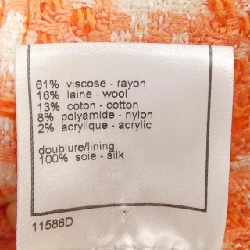 61% viscose - rayon
16% laine - wool
13% coton - cotton
8% polyamide - nylon
2% acrylique - acrylic
doublure/lining
100% soie - silk
11586D